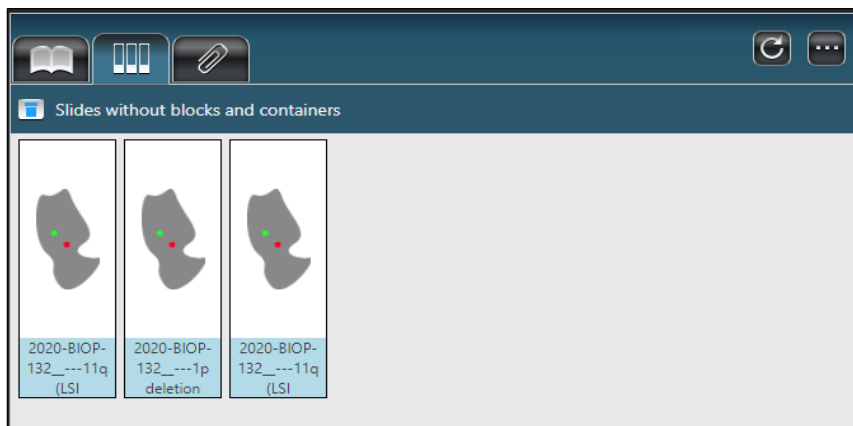 Slides without blocks and containers
2020-BIOP-
132__---11q
(LSI
2020-BIOP-
132__---1p
deletion
2020-BIOP-
132__---11q
(LSI